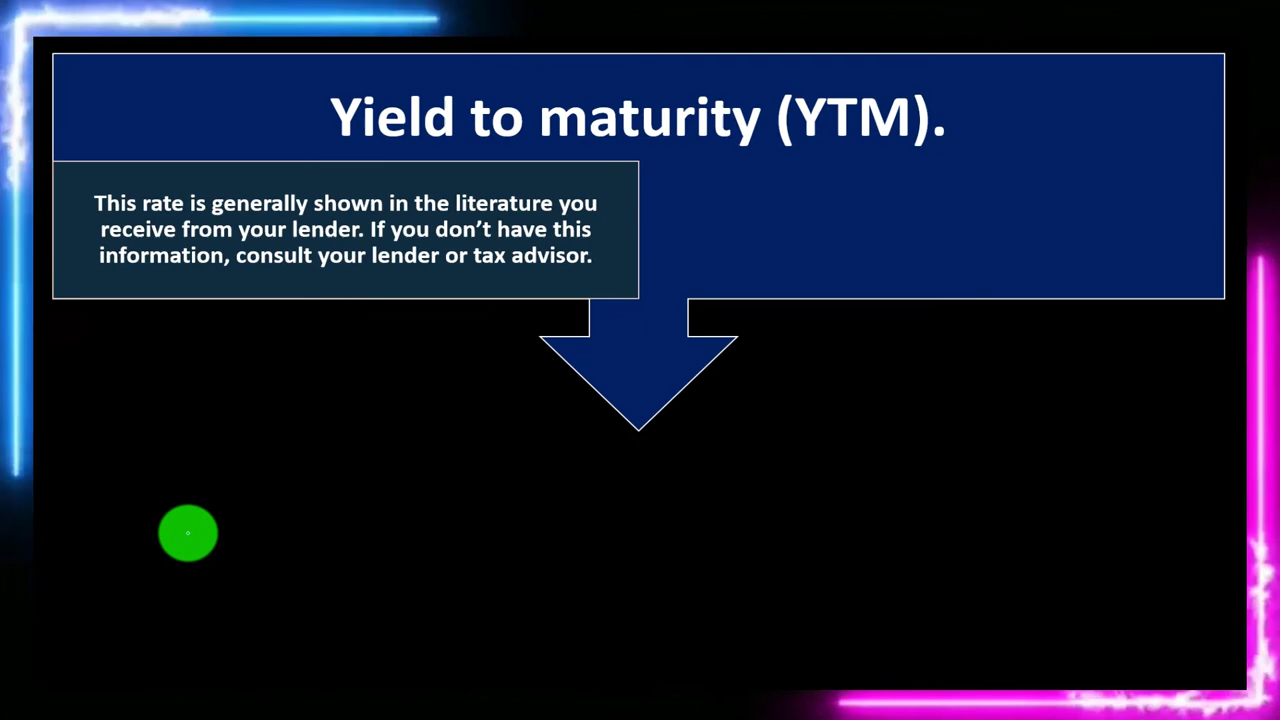 Yield to maturity (YTM).
This rate is generally shown in the literature you
receive from your lender. If you don’t have this
information, consult your lender or tax advisor.